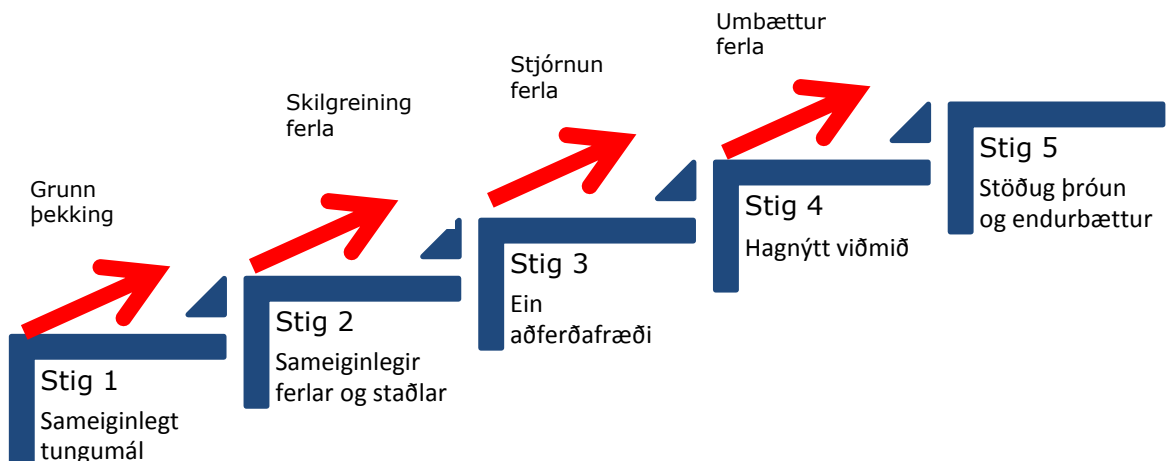 Umbættur
ferla
Stjórnun
ferla
Skilgreining
ferla
Grunn
þekking
Stig 5
Stöðug þróun
og endurbættur
Stig 4
Hagnýtt viðmið
Stig 3
Ein
aðferðafræði
Stig 2
Sameiginlegir
ferlar og staðlar
Stig 1
Sameiginlegt
tungumál